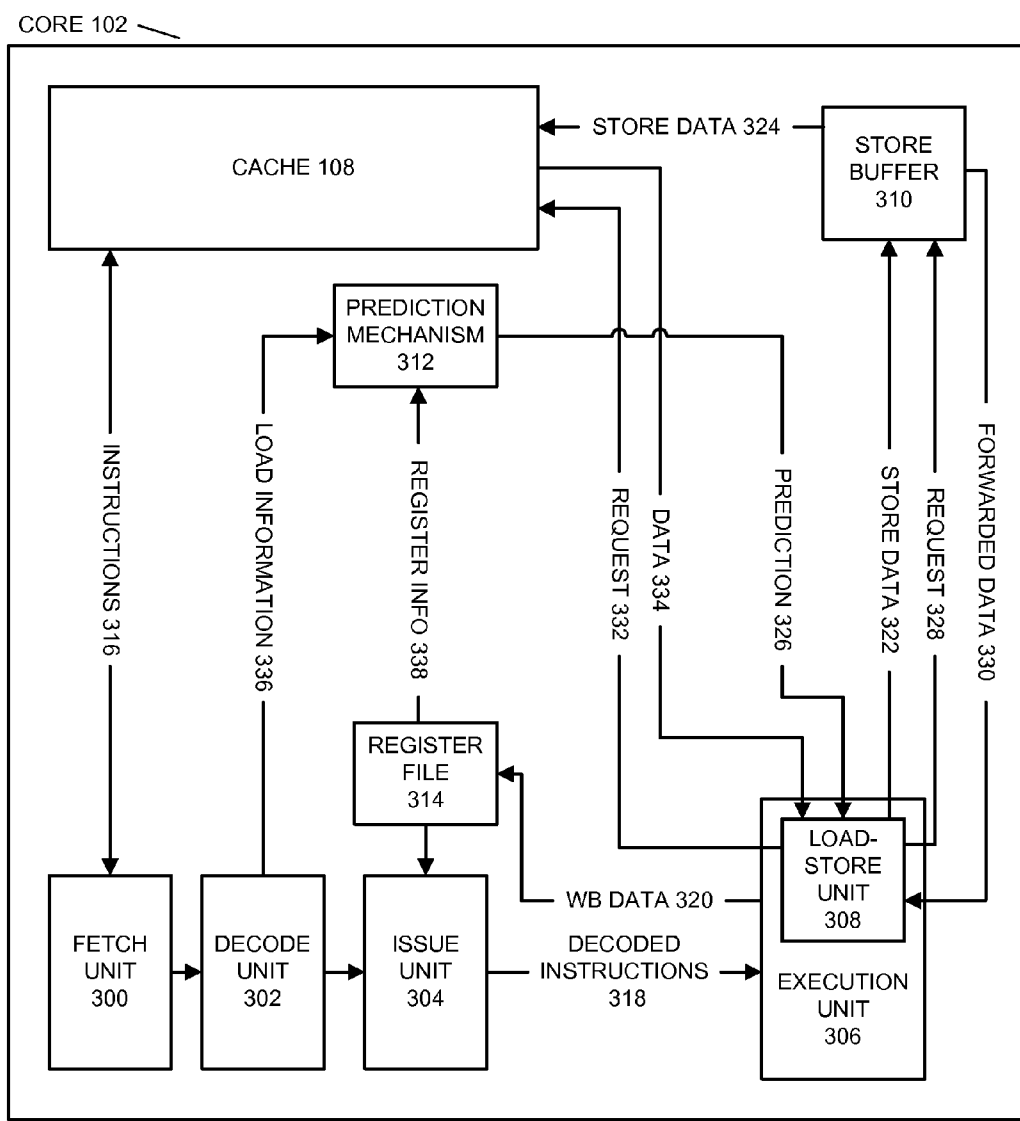 CORE 102
CACHE 108
STORE DATA 324
STORE
BUFFER
310
PREDICTION
MECHANISM
312
INSTRUCTIONS 316
LOAD INFORMATION 336
REGISTER INFO 338
REQUEST 332
DATA 334
PREDICTION 326
STORE DATA 322
REQUEST 328
FORWARDED DATA 330
REGISTER
FILE
314
LOAD-
STORE
UNIT
308
WB DATA 320
FETCH
UNIT
300
DECODE
UNIT
302
ISSUE
UNIT
304
DECODED
INSTRUCTIONS
318
EXECUTION
UNIT
306